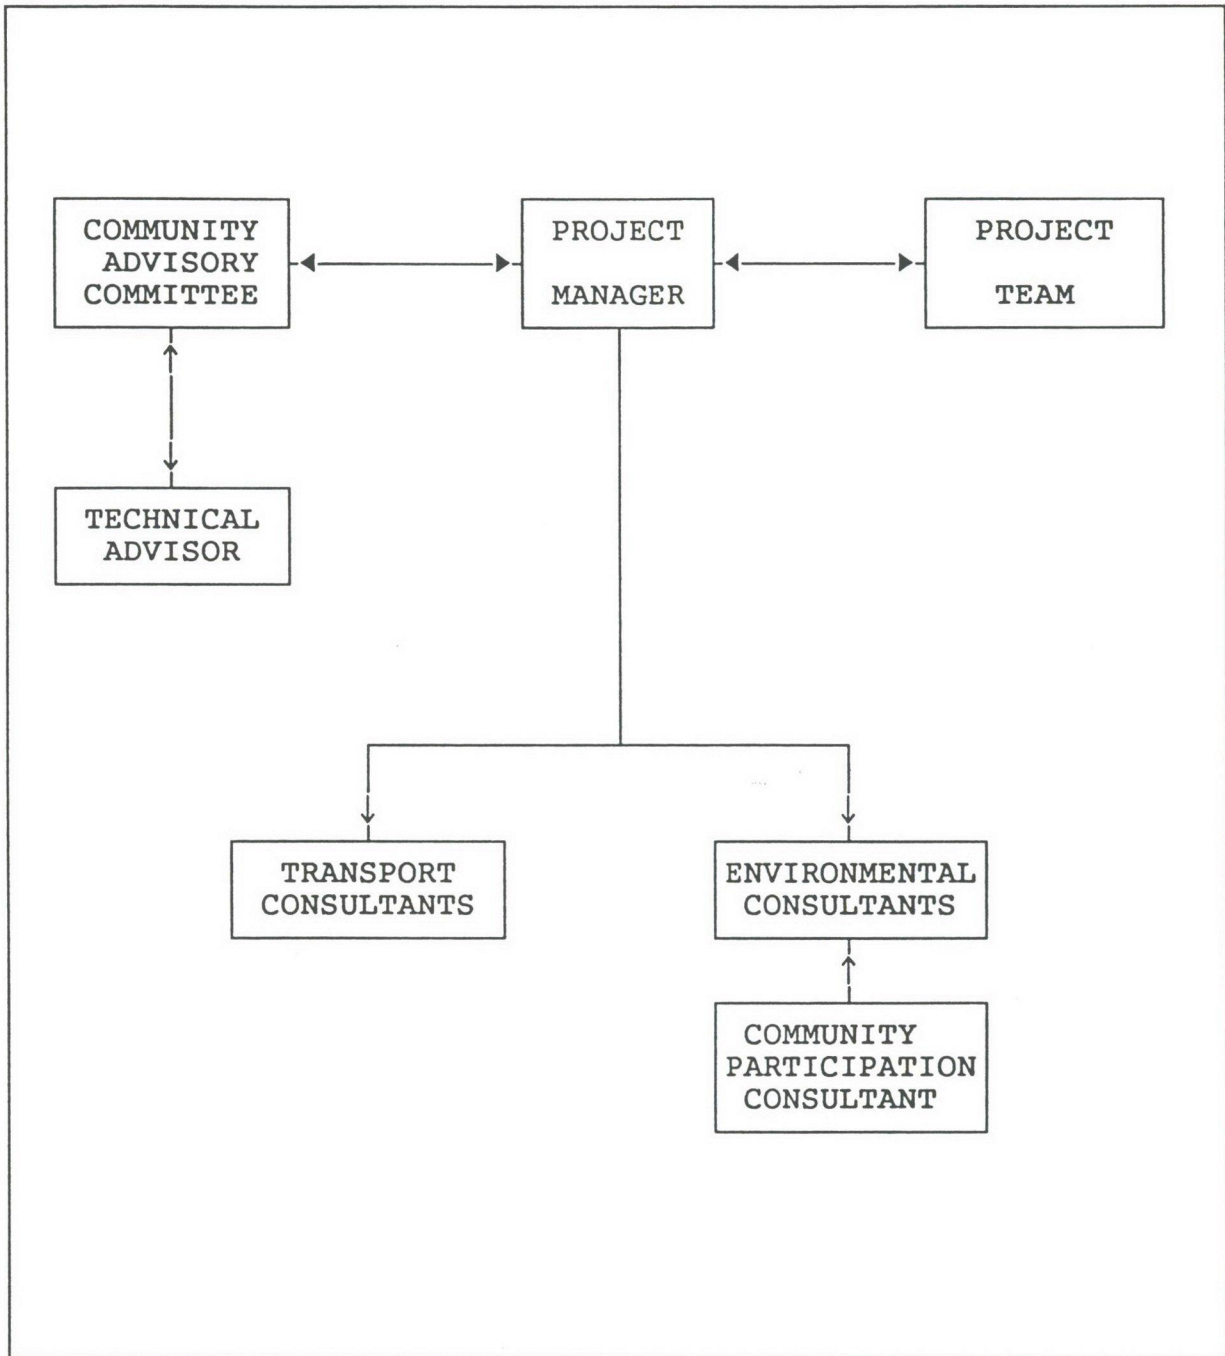 COMMUNITY
ADVISORY
COMMITTEE
PROJECT
MANAGER
PROJECT
TEAM
TECHNICAL
ADVISOR
TRANSPORT
CONSULTANTS
ENVIRONMENTAL
CONSULTANTS
COMMUNITY
PARTICIPATION
CONSULTANT